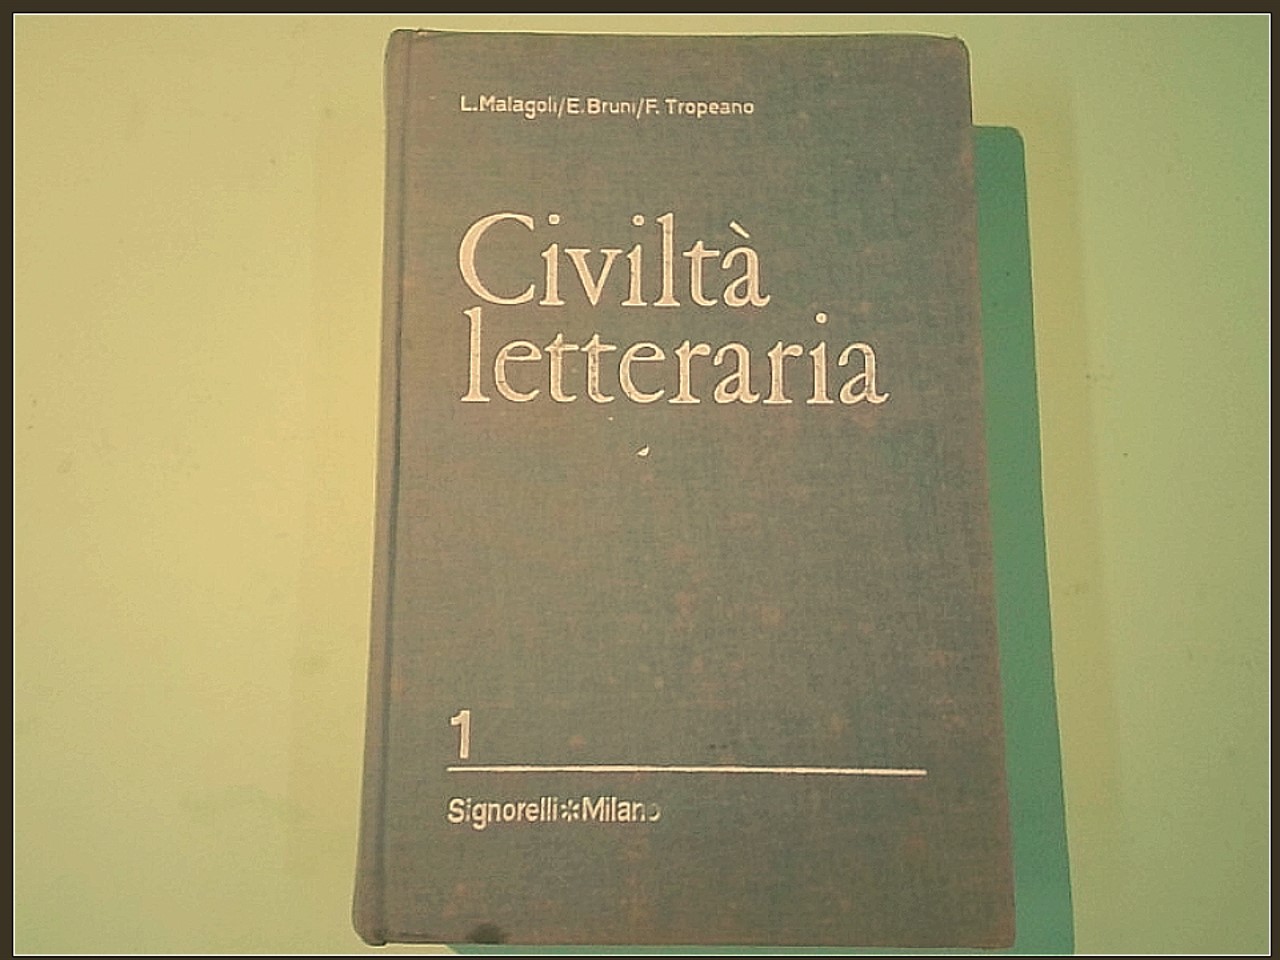 L.Malagoli/E.Bruni/F.Tropeano
Civiltà
letteraria
1
Signorelli*Milano